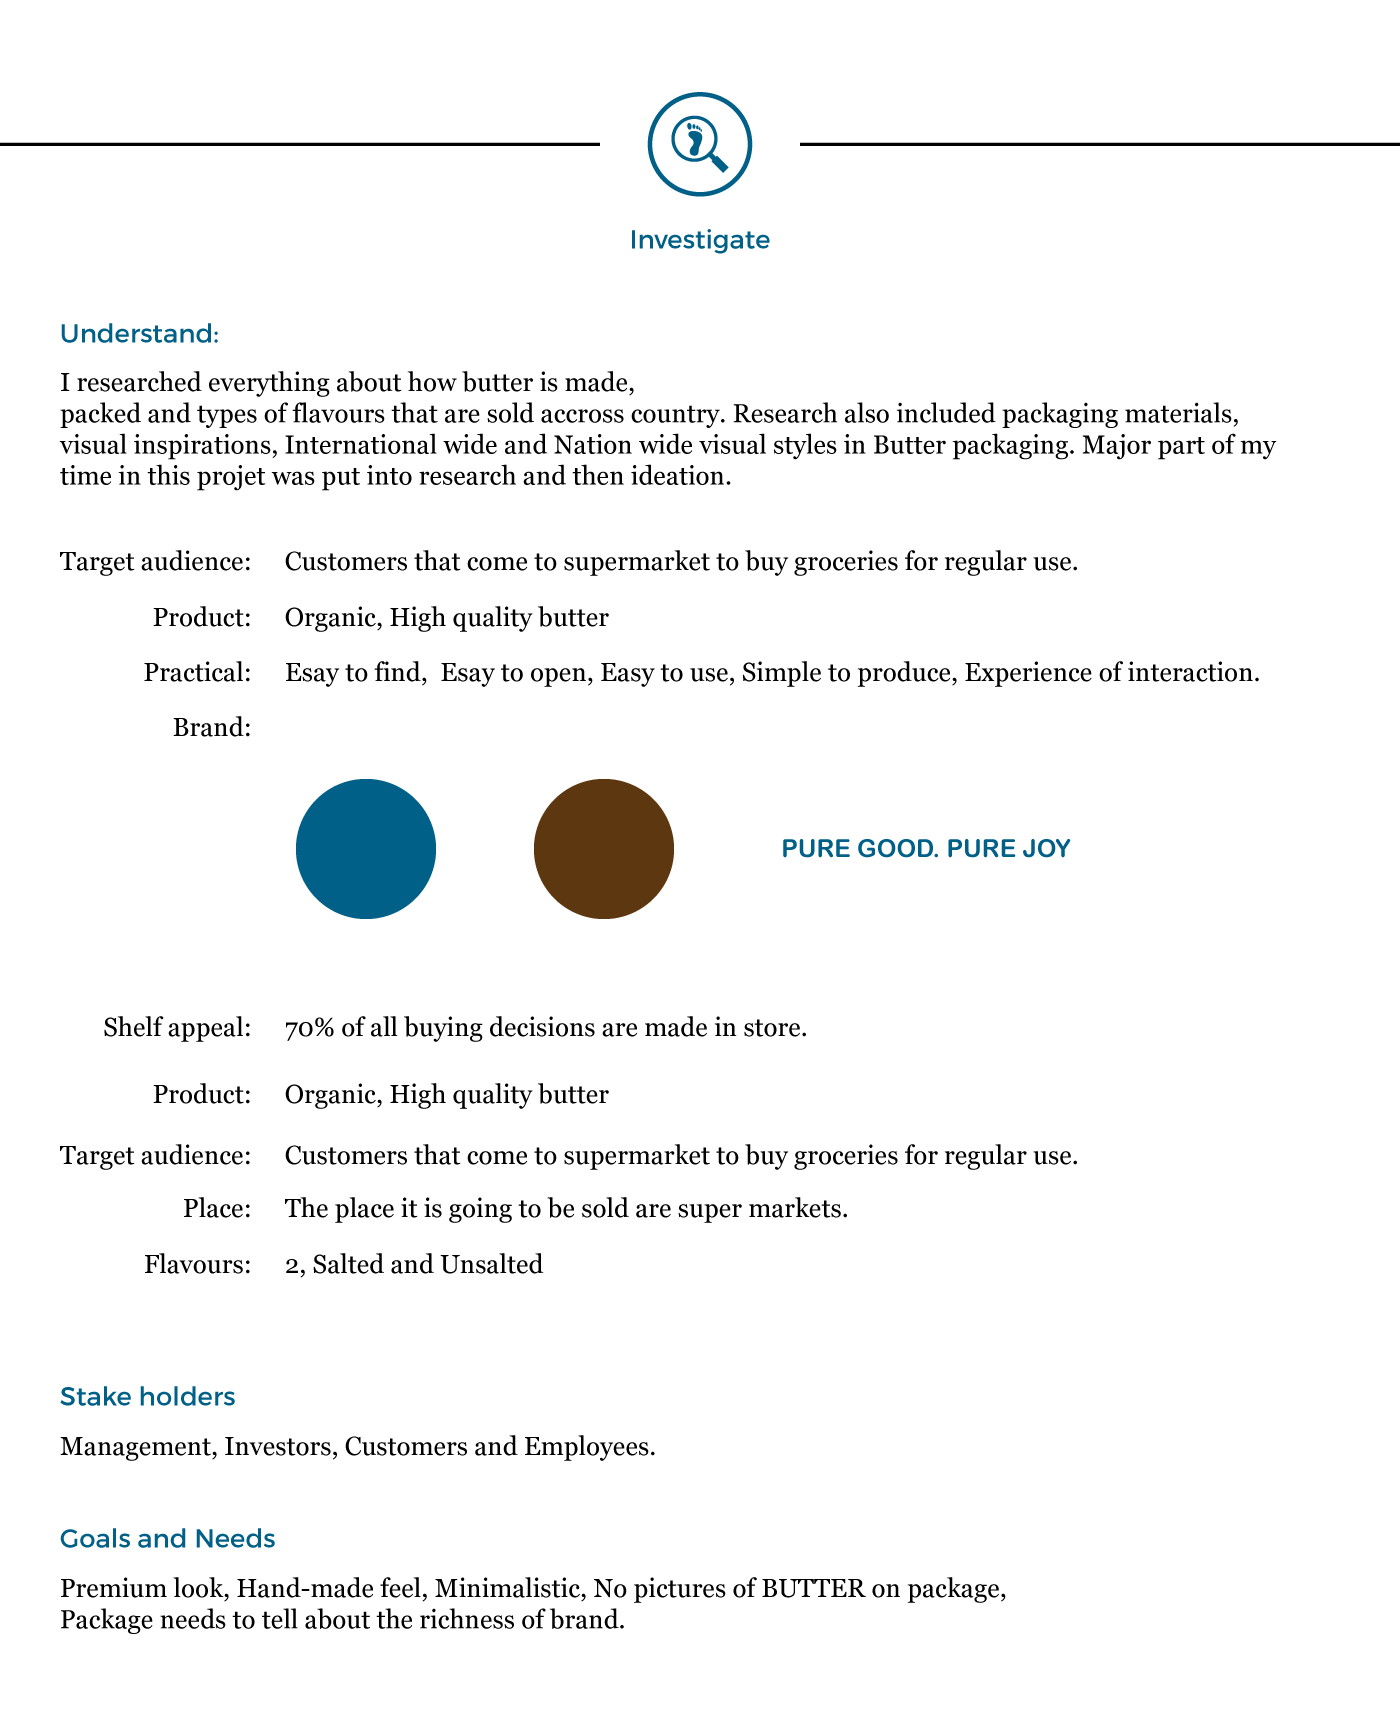 Investigate
Understand:
I researched everything about how butter is made,
packed and types of flavours that are sold accross country. Research also included packaging materials,
visual inspirations, International wide and Nation wide visual styles in Butter packaging. Major part of my
time in this projet was put into research and then ideation.
Target audience: Customers that come to supermarket to buy groceries for regular use.
Product: Organic, High quality butter
Practical: Esay to find,  Esay to open, Easy to use, Simple to produce, Experience of interaction.
Brand:
PURE GOOD. PURE JOY
Shelf appeal: 70% of all buying decisions are made in store.
Product: Organic, High quality butter
Target audience: Customers that come to supermarket to buy groceries for regular use.
Place: The place it is going to be sold are super markets.
Flavours: 2, Salted and Unsalted
Stake holders
Management, Investors, Customers and Employees.
Goals and Needs
Premium look, Hand-made feel, Minimalistic, No pictures of BUTTER on package,
Package needs to tell about the richness of brand.